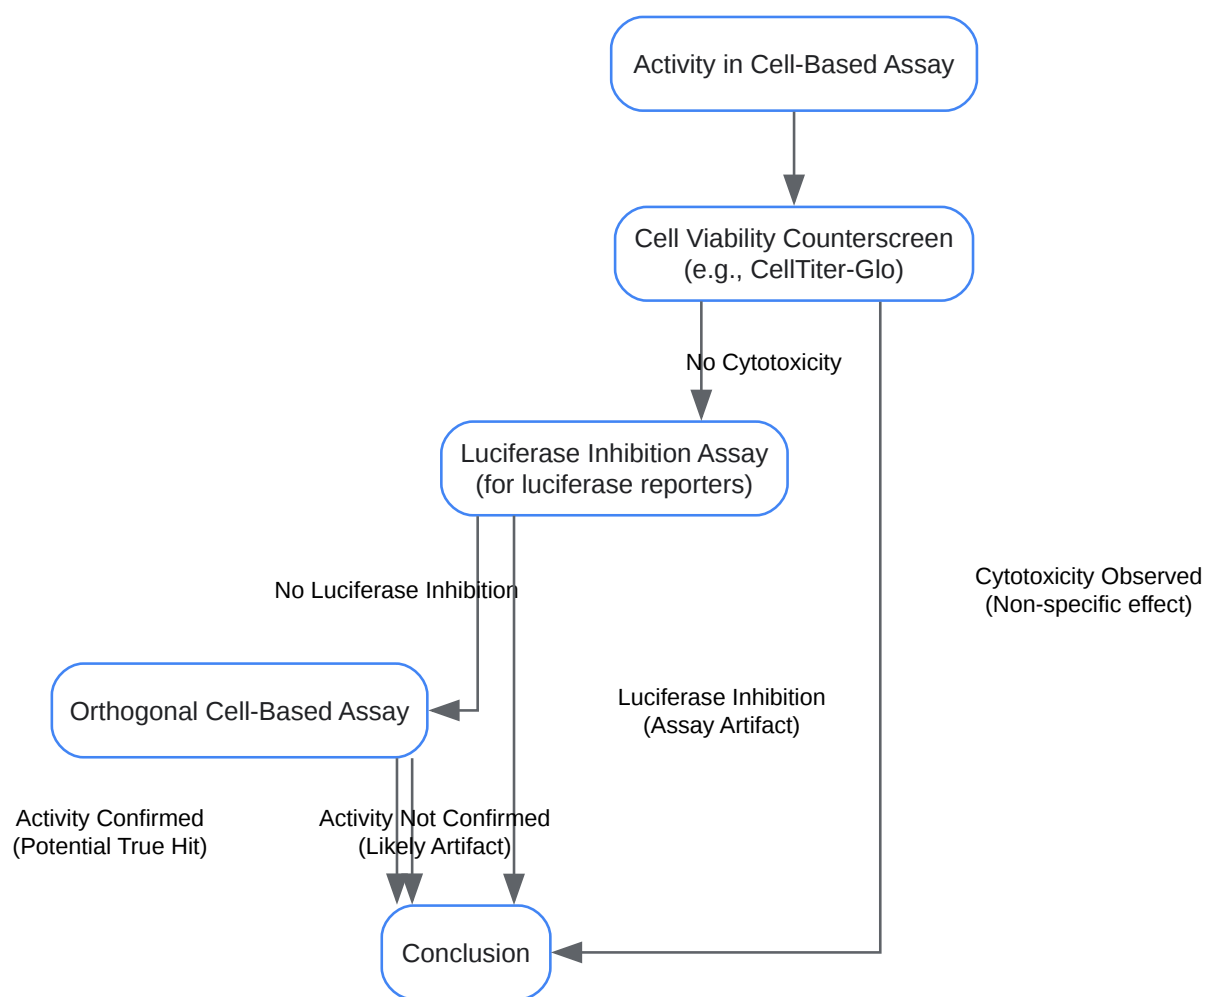 Activity in Cell-Based Assay
Cell Viability Counterscreen
(e.g., CellTiter-Glo)
No Cytotoxicity
Luciferase Inhibition Assay
(for luciferase reporters)
No Luciferase Inhibition
Cytotoxicity Observed
(Non-specific effect)
Orthogonal Cell-Based Assay
Luciferase Inhibition
(Assay Artifact)
Activity Confirmed
(Potential True Hit)
Activity Not Confirmed
(Likely Artifact)
Conclusion